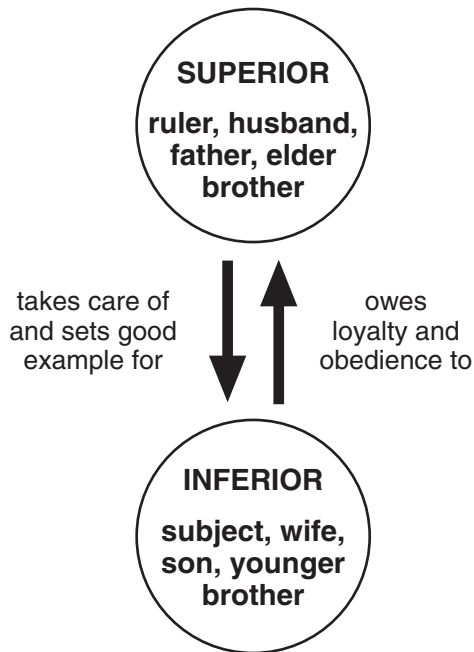 SUPERIOR
ruler, husband,
father, elder
brother
takes care of
and sets good
example for
owes
loyalty and
obedience to
INFERIOR
subject, wife,
son, younger
brother